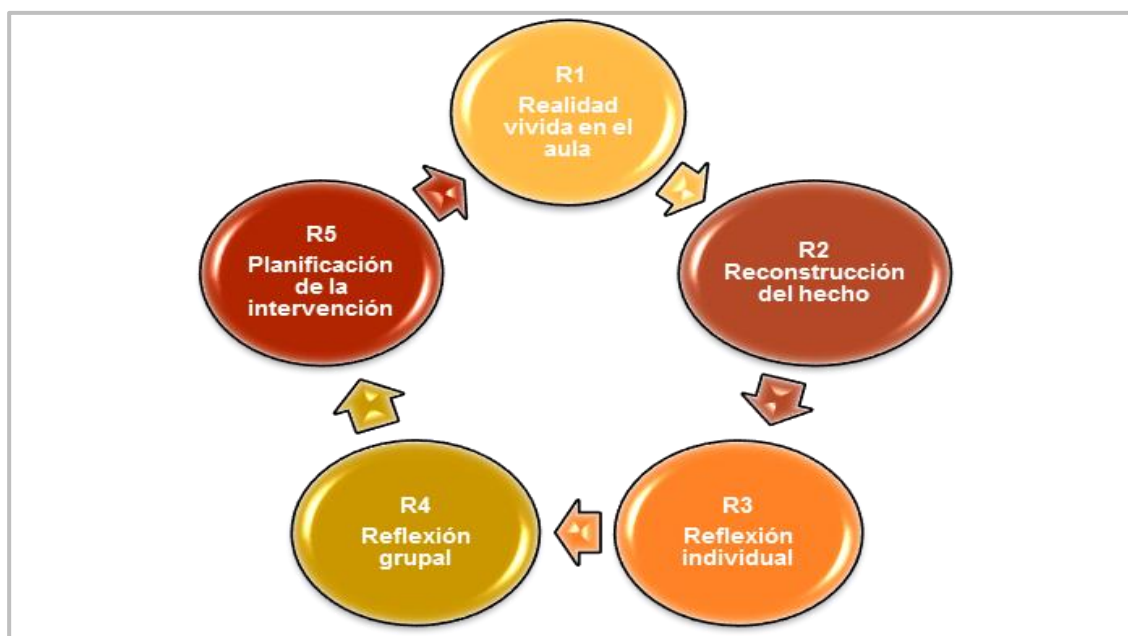 R1
Realidad
vivida en el
aula
R2
Reconstrucción
del hecho
R3
Reflexión
individual
R4
Reflexión
grupal
R5
Planificación
de la
intervención